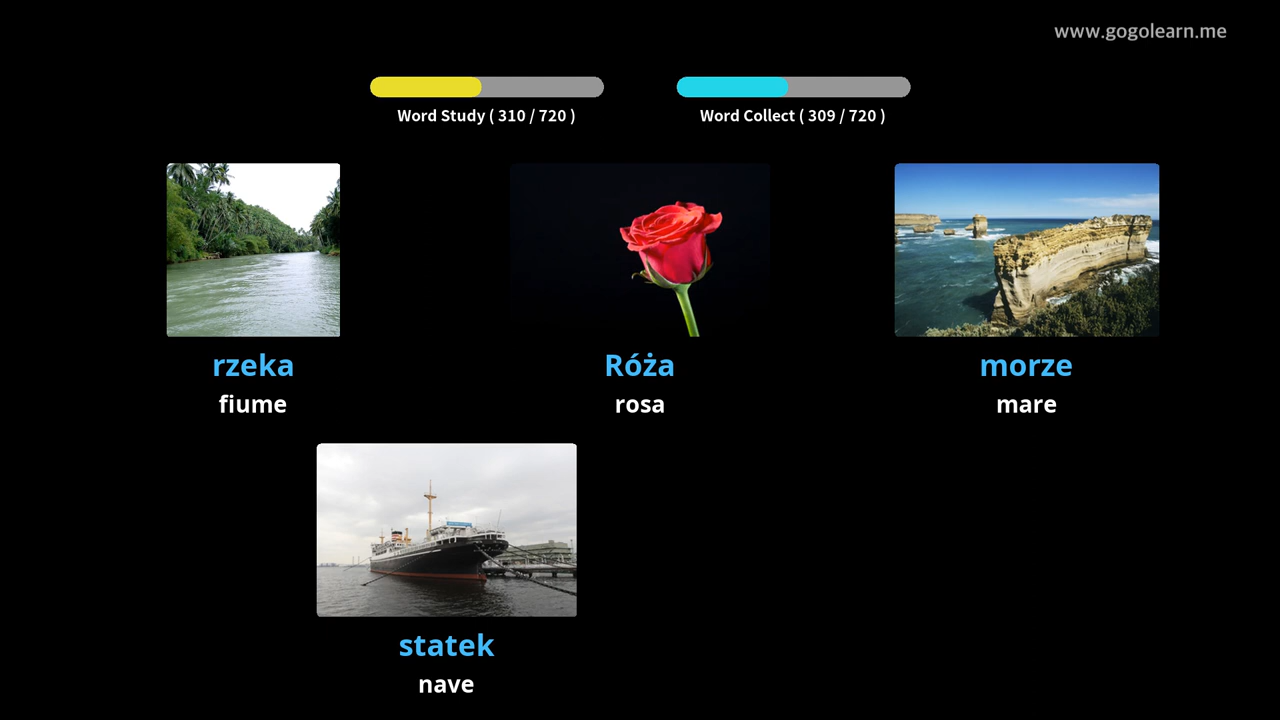 www.gogolearn.me
Word Study ( 310 / 720 )
Word Collect ( 309 / 720 )
rzeka
fiume
Róża
rosa
morze
mare
statek
nave